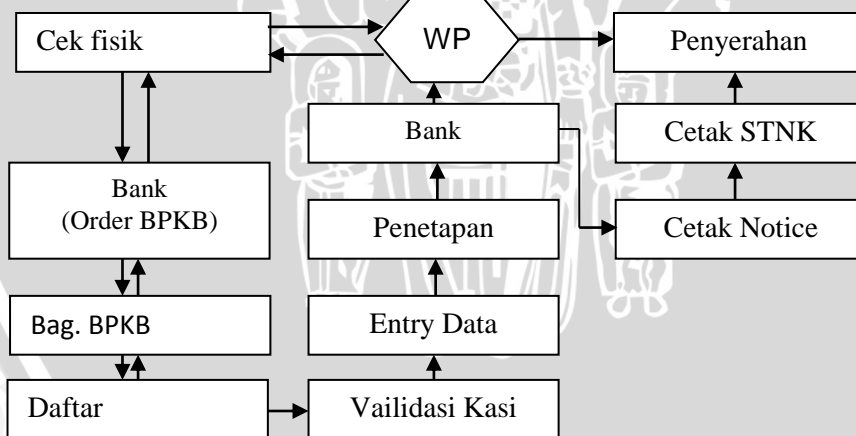 Cek fisik
WP
Penyerahan
Bank
Cetak STNK
Bank
(Order BPKB)
Penetapan
Cetak Notice
Bag. BPKB
Entry Data
Daftar
Vailidasi Kasi